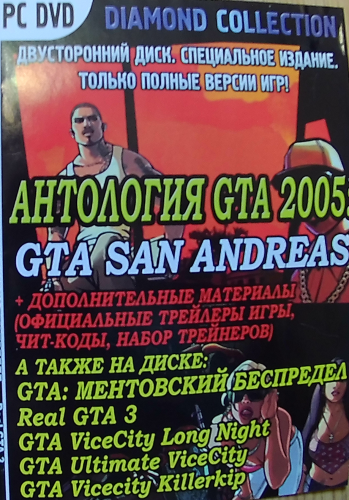 PC DVD DIAMOND COLLECTION
ДВУСТОРОННИЙ ДИСК. СПЕЦИАЛЬНОЕ ИЗДАНИЕ.
ТОЛЬКО ПОЛНЫЕ ВЕРСИИ ИГР!
АНТОЛОГИЯ GTA 2005:
GTA SAN ANDREAS
+ ДОПОЛНИТЕЛЬНЫЕ МАТЕРИАЛЫ
(ОФИЦИАЛЬНЫЕ ТРЕЙЛЕРЫ ИГРЫ,
ЧИТ-КОДЫ, НАБОР ТРЕЙНЕРОВ)
А ТАКЖЕ НА ДИСКЕ:
GTA: МЕНТОВСКИЙ БЕСПРЕДЕЛ
Real GTA 3
GTA ViceCity Long Night
GTA Ultimate ViceCity
GTA Vicecity Killerkip